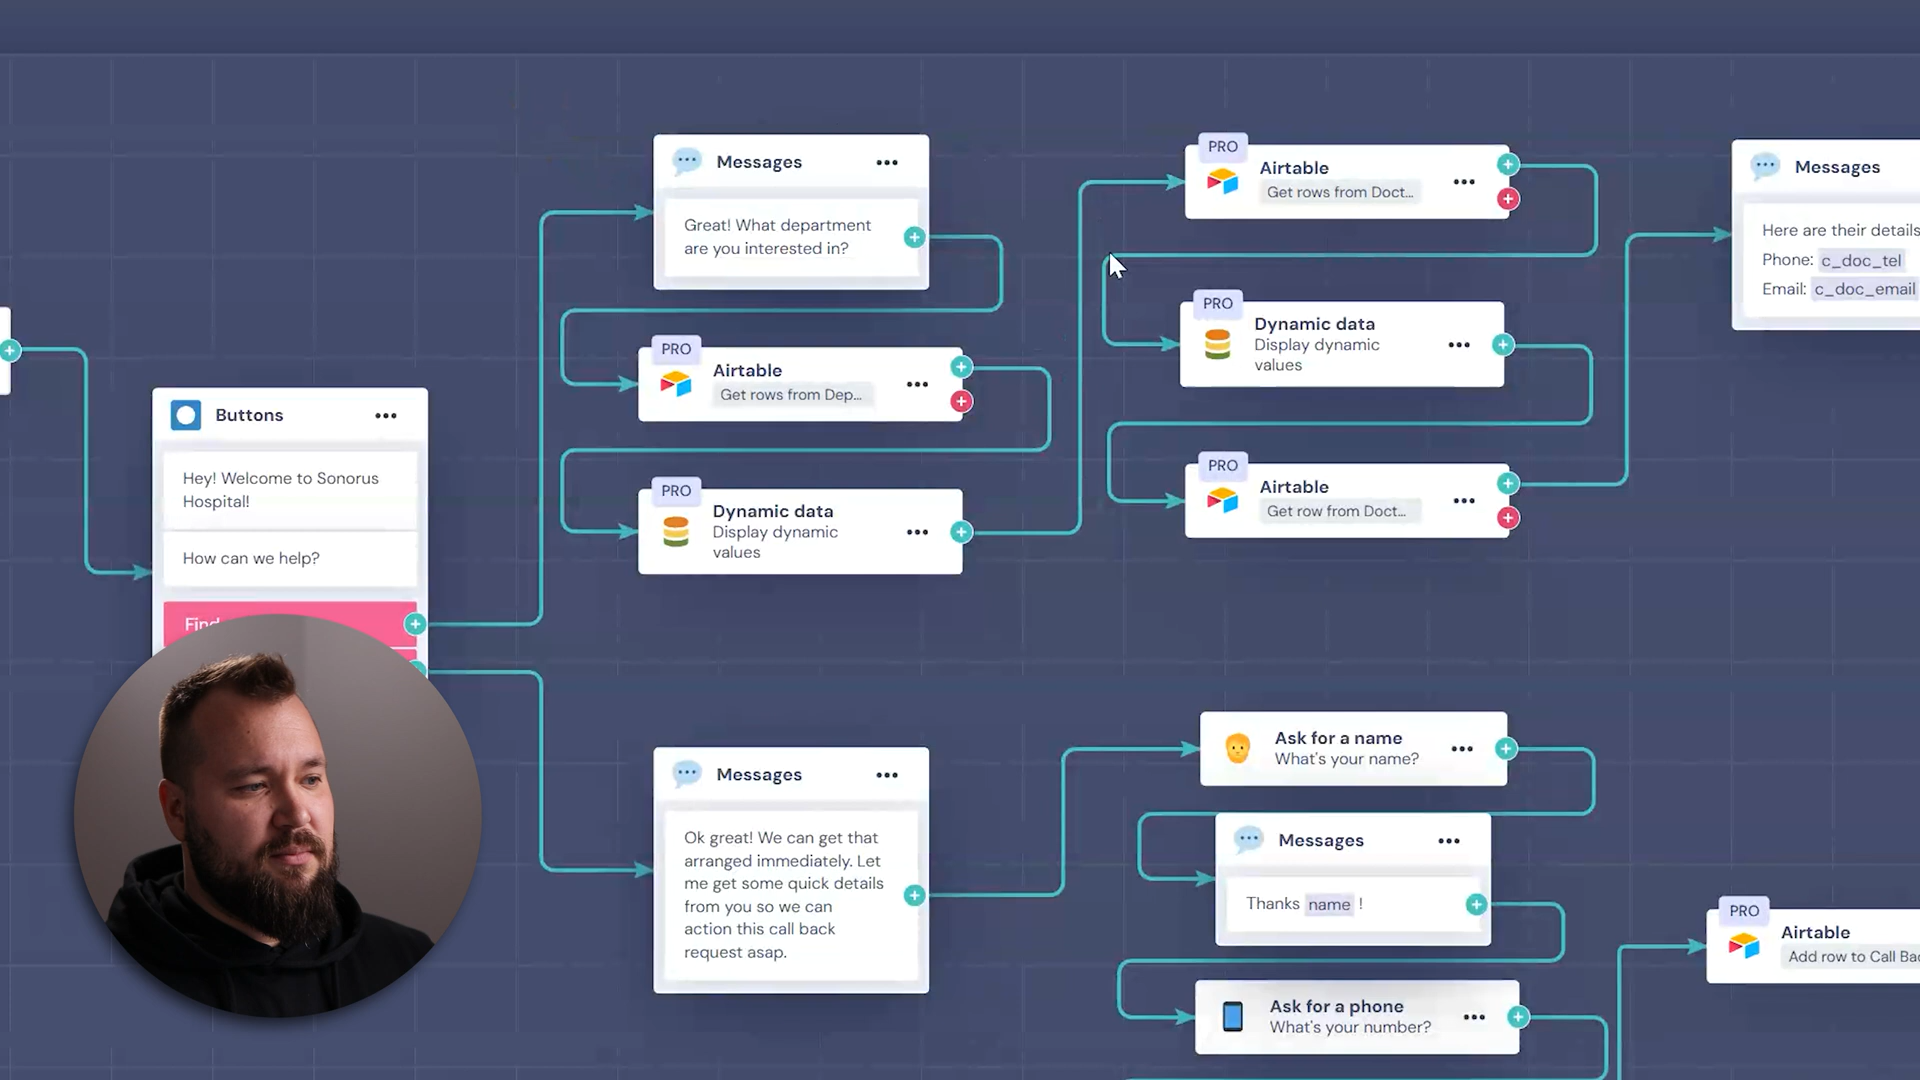 Buttons
Hey! Welcome to Sonorus
Hospital!
How can we help?
Find
Messages
Great! What department
are you interested in?
PRO
Airtable
Get rows from Dep...
PRO
Dynamic data
Display dynamic
values
PRO
Airtable
Get rows from Doct...
PRO
Dynamic data
Display dynamic
values
PRO
Airtable
Get row from Doct...
Messages
Here are their details
Phone: c_doc_tel
Email: c_doc_email
Messages
Ok great! We can get that
arranged immediately. Let
me get some quick details
from you so we can
action this call back
request asap.
Ask for a name
What's your name?
Messages
Thanks name !
Ask for a phone
What's your number?
PRO
Airtable
Add row to Call